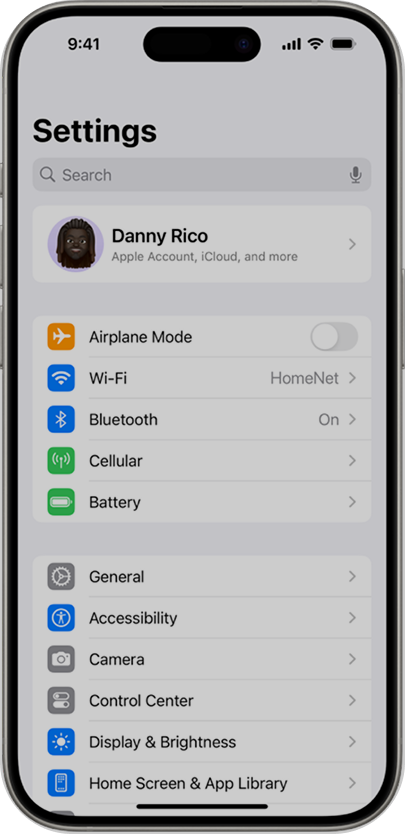 9:41
Settings
Search
Danny Rico
Apple Account, iCloud, and more
Airplane Mode
Wi-Fi HomeNet
Bluetooth On
Cellular
Battery
General
Accessibility
Camera
Control Center
Display & Brightness
Home Screen & App Library